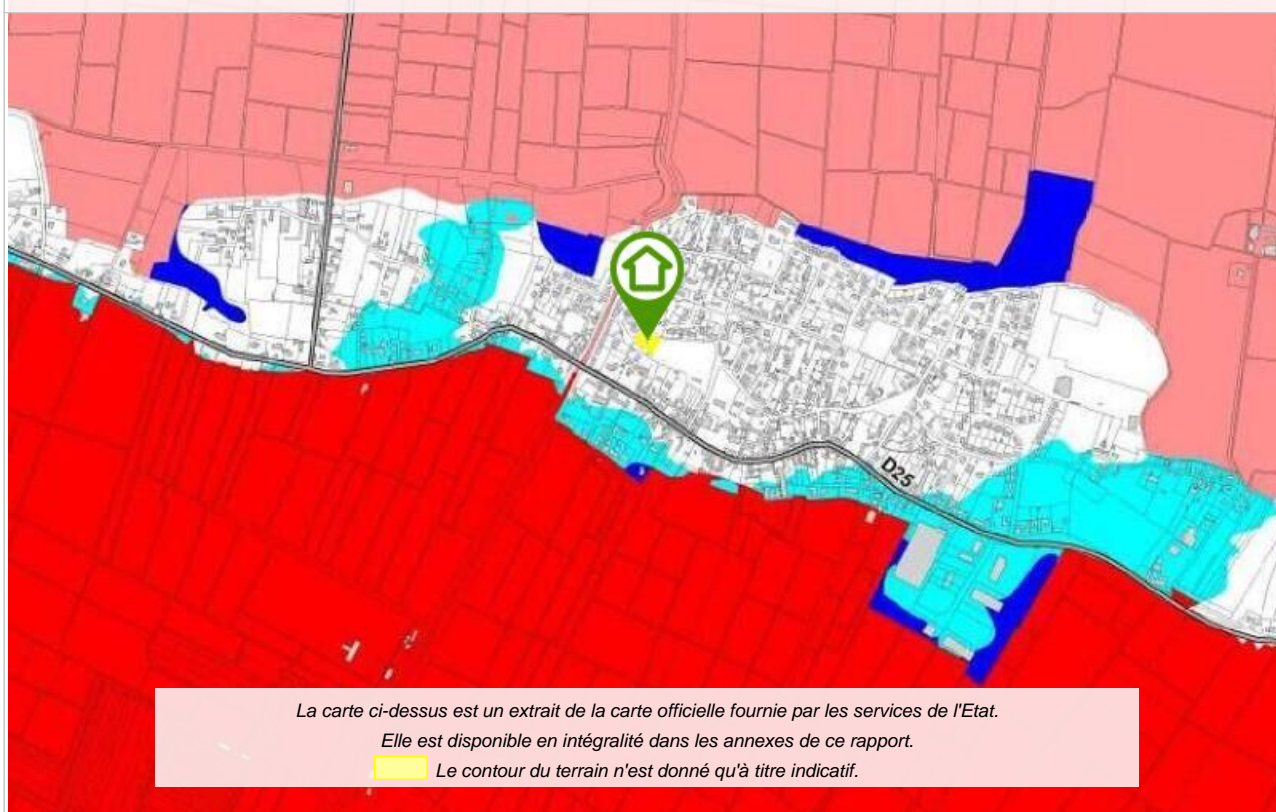 D25
La carte ci-dessus est un extrait de la carte officielle fournie par les services de l'Etat.
Elle est disponible en intégralité dans les annexes de ce rapport.
Le contour du terrain n'est donné qu'à titre indicatif.